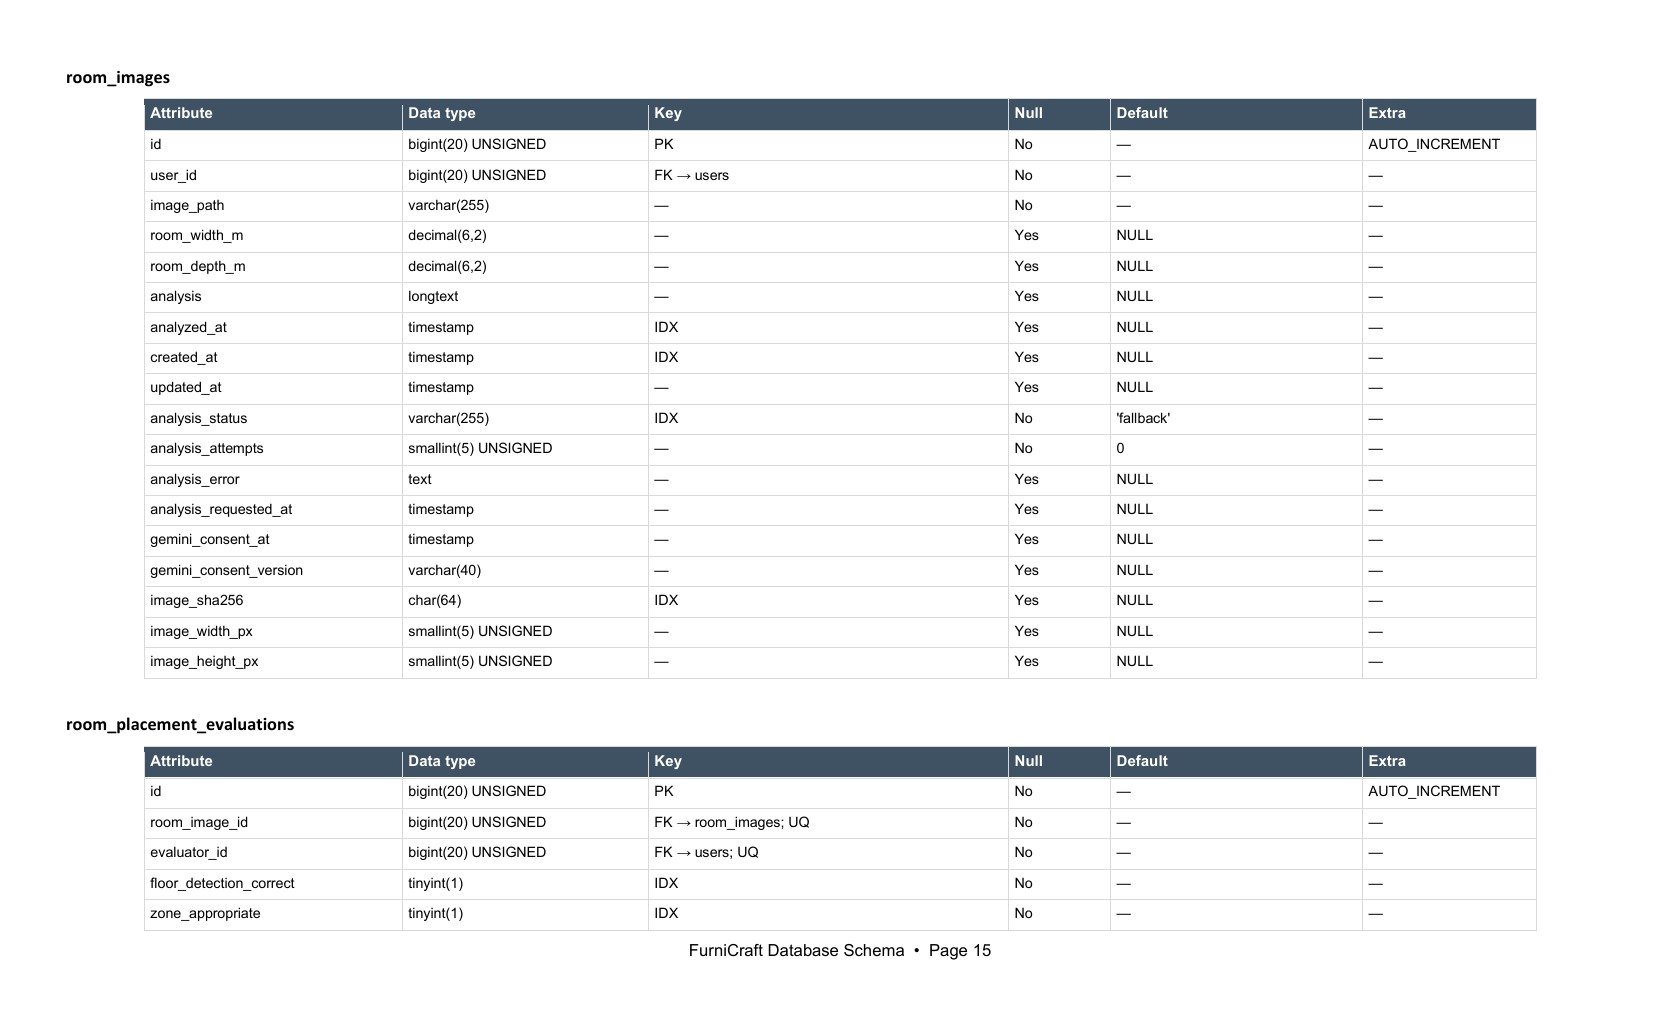 room_images
Attribute Data type Key Null Default Extra
id bigint(20) UNSIGNED PK No — AUTO_INCREMENT
user_id bigint(20) UNSIGNED FK → users No — —
image_path varchar(255) — No — —
room_width_m decimal(6,2) — Yes NULL —
room_depth_m decimal(6,2) — Yes NULL —
analysis longtext — Yes NULL —
analyzed_at timestamp IDX Yes NULL —
created_at timestamp IDX Yes NULL —
updated_at timestamp — Yes NULL —
analysis_status varchar(255) IDX No 'fallback' —
analysis_attempts smallint(5) UNSIGNED — No 0 —
analysis_error text — Yes NULL —
analysis_requested_at timestamp — Yes NULL —
gemini_consent_at timestamp — Yes NULL —
gemini_consent_version varchar(40) — Yes NULL —
image_sha256 char(64) IDX Yes NULL —
image_width_px smallint(5) UNSIGNED — Yes NULL —
image_height_px smallint(5) UNSIGNED — Yes NULL —
room_placement_evaluations
Attribute Data type Key Null Default Extra
id bigint(20) UNSIGNED PK No — AUTO_INCREMENT
room_image_id bigint(20) UNSIGNED FK → room_images; UQ No — —
evaluator_id bigint(20) UNSIGNED FK → users; UQ No — —
floor_detection_correct tinyint(1) IDX No — —
zone_appropriate tinyint(1) IDX No — —
FurniCraft Database Schema • Page 15